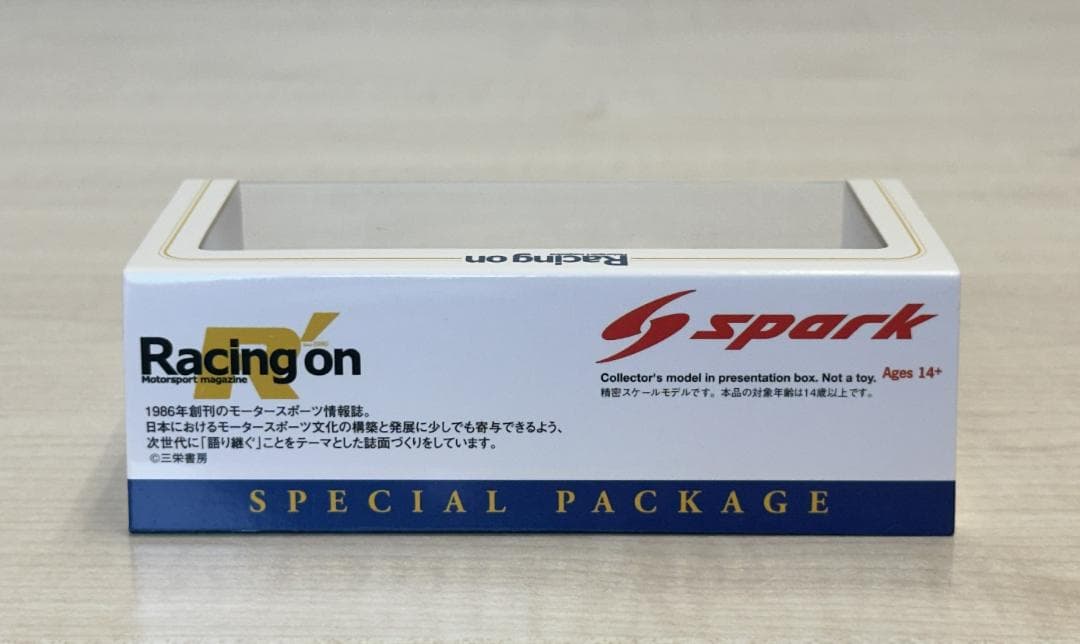 Racing on
Racing on
Motorsport magazine
1986年創刊のモータースポーツ情報誌。
日本におけるモータースポーツ文化の構築と発展に少しでも寄与できるよう、
次世代に「語り継ぐ」ことをテーマとした誌面づくりをしています。
©三栄書房
spark
Collector's model in presentation box. Not a toy. Ages 14+
精密スケールモデルです。本品の対象年齢は14歳以上です。
SPECIAL PACKAGE